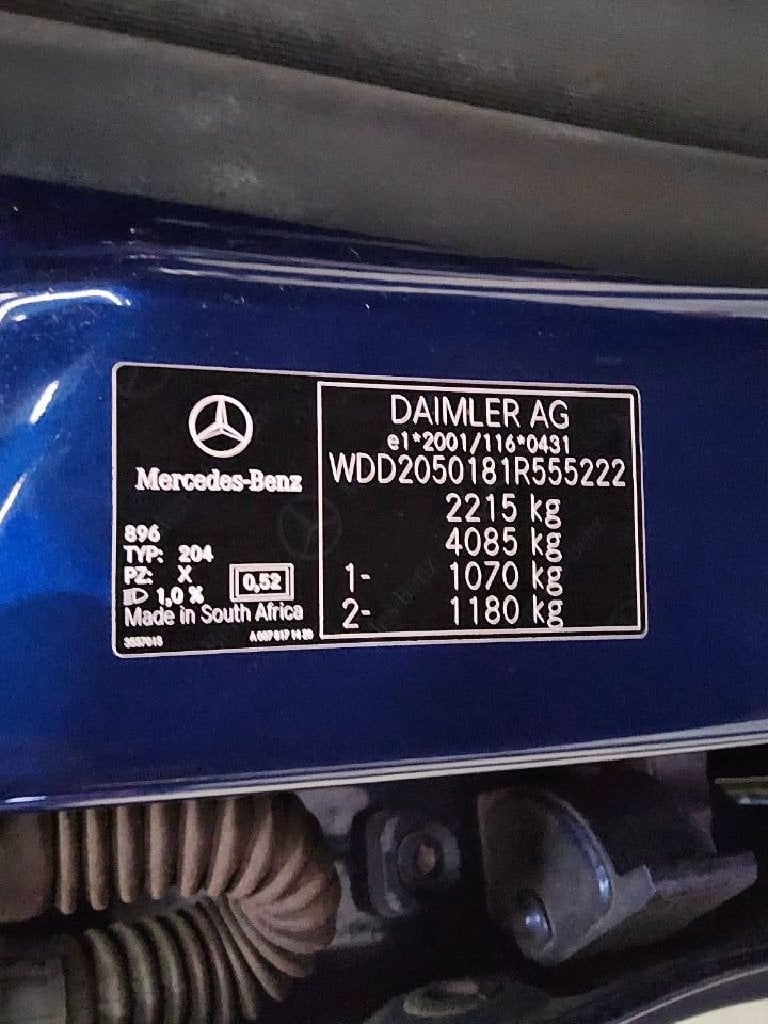 Mercedes-Benz
896
TYP: 204
PZ: X
1,0 %
0,52
Made in South Africa
DAIMLER AG
e1*2001/116*0431
WDD2050181R555222
2215 kg
4085 kg
1- 1070 kg
2- 1180 kg